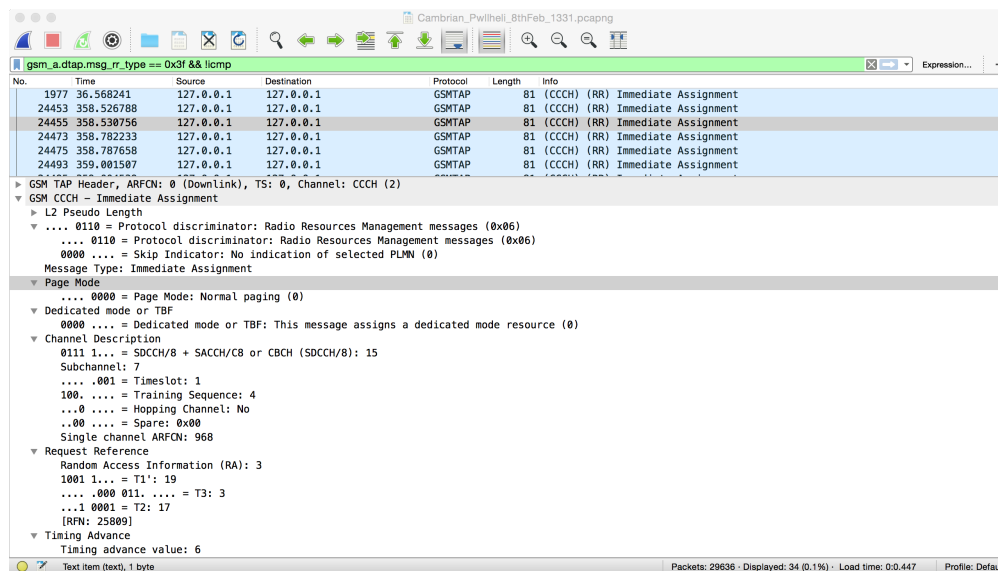 Cambrian_Pwllheli_8thFeb_1331.pcapng
gsm_a.dtap.msg_rr_type == 0x3f && !icmp Expression...
No. Time Source Destination Protocol Length Info
1977 36.568241 127.0.0.1 127.0.0.1 GSMTAP 81 (CCCH) (RR) Immediate Assignment
24453 358.526788 127.0.0.1 127.0.0.1 GSMTAP 81 (CCCH) (RR) Immediate Assignment
24455 358.530756 127.0.0.1 127.0.0.1 GSMTAP 81 (CCCH) (RR) Immediate Assignment
24473 358.782233 127.0.0.1 127.0.0.1 GSMTAP 81 (CCCH) (RR) Immediate Assignment
24475 358.787658 127.0.0.1 127.0.0.1 GSMTAP 81 (CCCH) (RR) Immediate Assignment
24493 359.001507 127.0.0.1 127.0.0.1 GSMTAP 81 (CCCH) (RR) Immediate Assignment
GSM TAP Header, ARFCN: 0 (Downlink), TS: 0, Channel: CCCH (2)
GSM CCCH - Immediate Assignment
L2 Pseudo Length
.... 0110 = Protocol discriminator: Radio Resources Management messages (0x06)
.... 0110 = Protocol discriminator: Radio Resources Management messages (0x06)
0000 .... = Skip Indicator: No indication of selected PLMN (0)
Message Type: Immediate Assignment
Page Mode
.... 0000 = Page Mode: Normal paging (0)
Dedicated mode or TBF
0000 .... = Dedicated mode or TBF: This message assigns a dedicated mode resource (0)
Channel Description
0111 1... = SDCCH/8 + SACCH/C8 or CBCH (SDCCH/8): 15
Subchannel: 7
.... .001 = Timeslot: 1
100. .... = Training Sequence: 4
...0 .... = Hopping Channel: No
..00 .... = Spare: 0x00
Single channel ARFCN: 968
Request Reference
Random Access Information (RA): 3
1001 1... = T1': 19
.... .000 011. .... = T3: 3
...1 0001 = T2: 17
[RFN: 25809]
Timing Advance
Timing advance value: 6
Text item (text), 1 byte Packets: 29636 · Displayed: 34 (0.1%) · Load time: 0:0.447 Profile: Defau